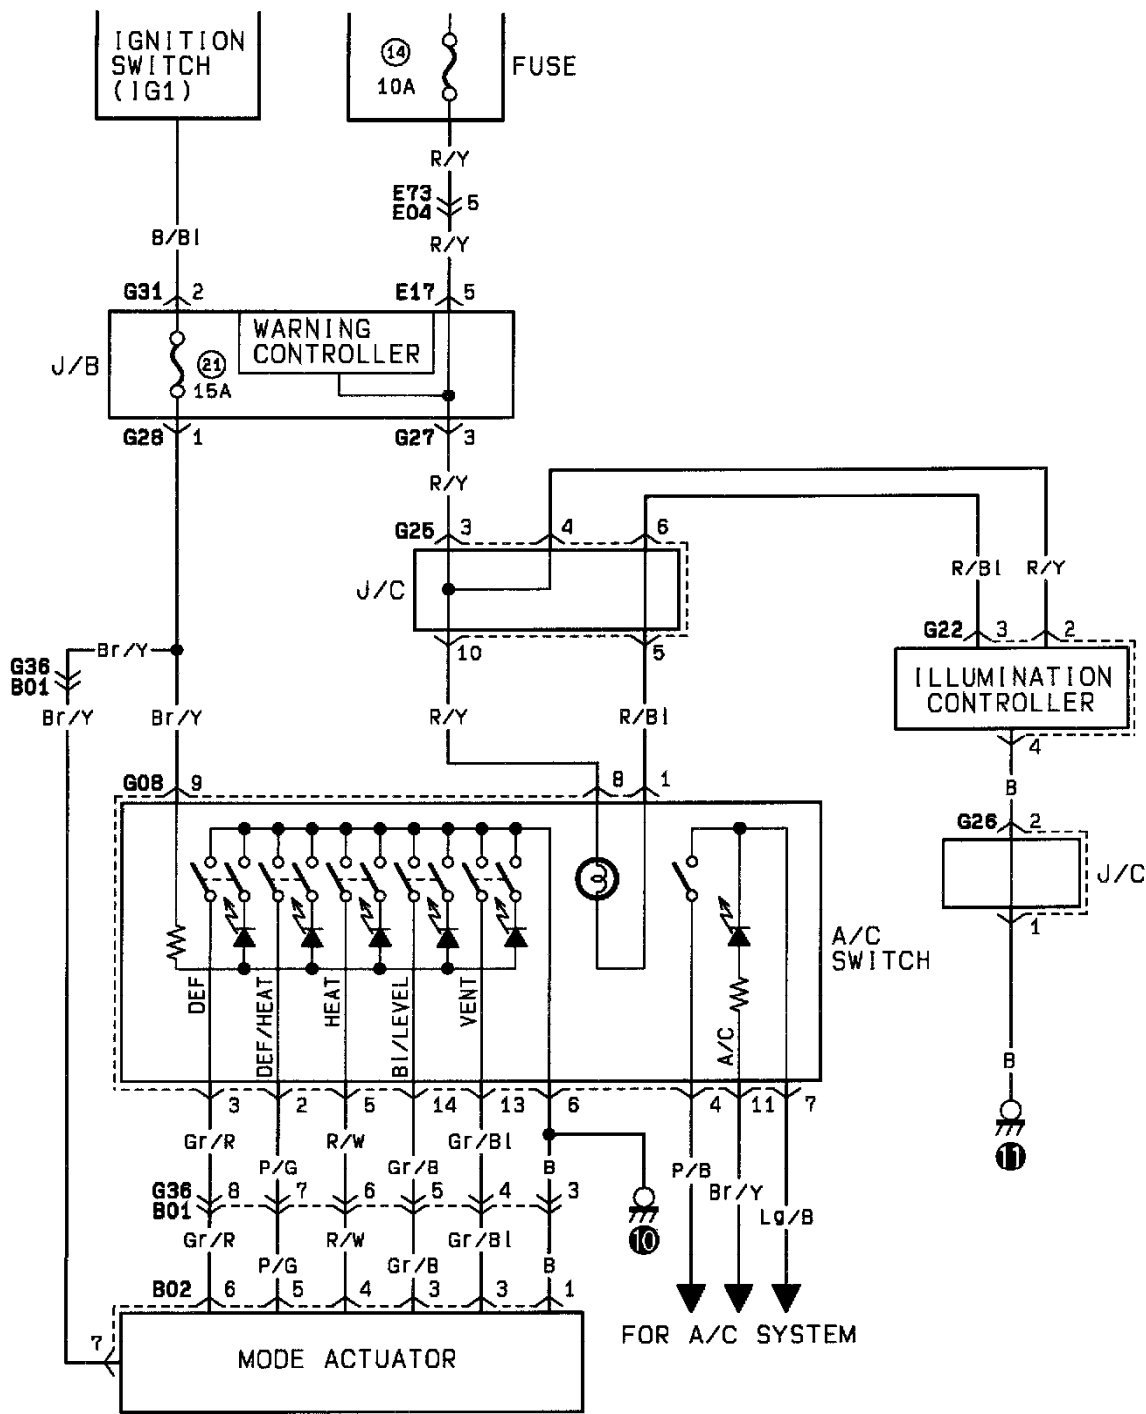 IGNITION
SWITCH
(IG1)
14
10A
FUSE
R/Y
E73
E04
5
B/Bl
R/Y
G31
2
E17
5
J/B
21
15A
WARNING
CONTROLLER
G28
1
G27
3
R/Y
G25
3
4
6
J/C
R/Bl
R/Y
10
5
G22
3
2
Br/Y
G36
B01
ILLUMINATION
CONTROLLER
Br/Y
Br/Y
R/Y
R/Bl
4
G08
9
8
1
B
G26
2
J/C
1
A/C
SWITCH
DEF
DEF/HEAT
HEAT
BI/LEVEL
VENT
A/C
B
3
2
5
14
13
6
4
11
7
Gr/R
R/W
Gr/Bl
11
P/G
Gr/B
B
P/B
Br/Y
G36
B01
8
7
6
5
4
3
Lg/B
Gr/R
R/W
Gr/Bl
10
P/G
Gr/B
B
B02
6
5
4
3
3
1
FOR A/C SYSTEM
7
MODE ACTUATOR